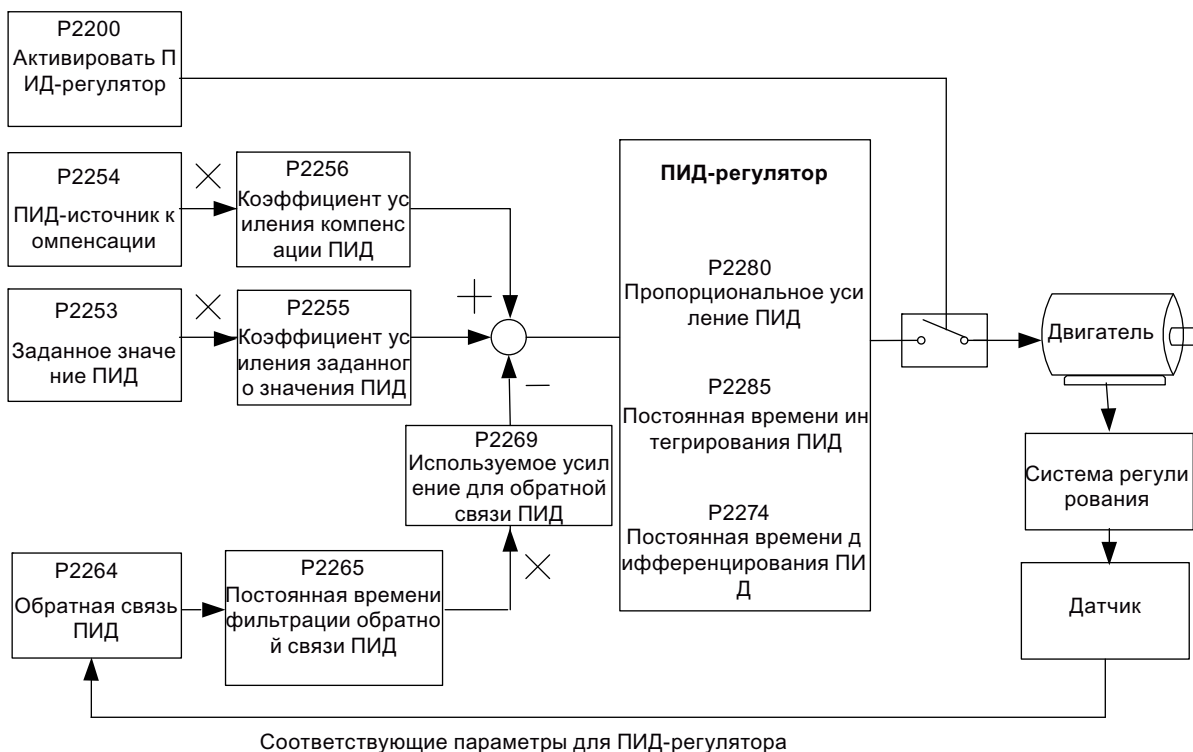 P2200
Активировать П
ИД-регулятор
P2254
ПИД-источник к
омпенсации
P2256
Коэффициент ус
иления компенс
ации ПИД
P2253
Заданное значе
ние ПИД
P2255
Коэффициент ус
иления заданног
о значения ПИД
P2269
Используемое усил
ение для обратной
связи ПИД
P2264
Обратная связь
ПИД
P2265
Постоянная времени
фильтрации обратно
й связи ПИД
ПИД-регулятор
P2280
Пропорциональное уси
ление ПИД
P2285
Постоянная времени ин
тегрирования ПИД
P2274
Постоянная времени д
ифференцирования ПИ
Д
Двигатель
Система регули
рования
Датчик
Соответствующие параметры для ПИД-регулятора